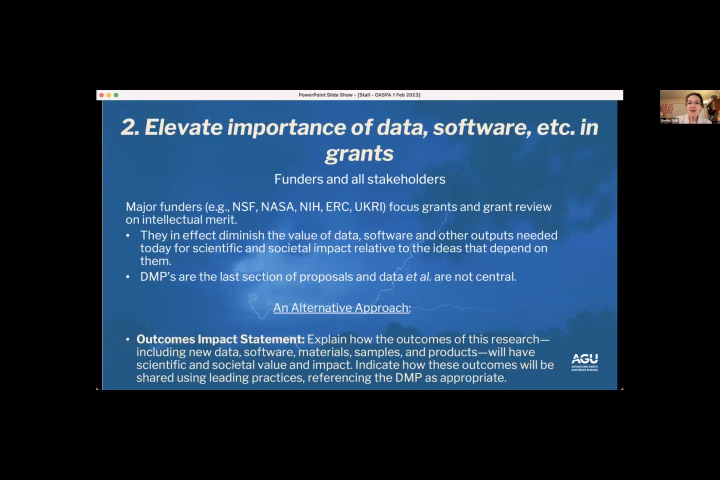 PowerPoint Slide Show - [Stall - OASPA 1 Feb 2023]
2. Elevate importance of data, software, etc. in
grants
Funders and all stakeholders
Major funders (e.g., NSF, NASA, NIH, ERC, UKRI) focus grants and grant review
on intellectual merit.
• They in effect diminish the value of data, software and other outputs needed
today for scientific and societal impact relative to the ideas that depend on
them.
• DMP's are the last section of proposals and data et al. are not central.
An Alternative Approach:
• Outcomes Impact Statement: Explain how the outcomes of this research—
including new data, software, materials, samples, and products—will have
scientific and societal value and impact. Indicate how these outcomes will be
shared using leading practices, referencing the DMP as appropriate.
AGU